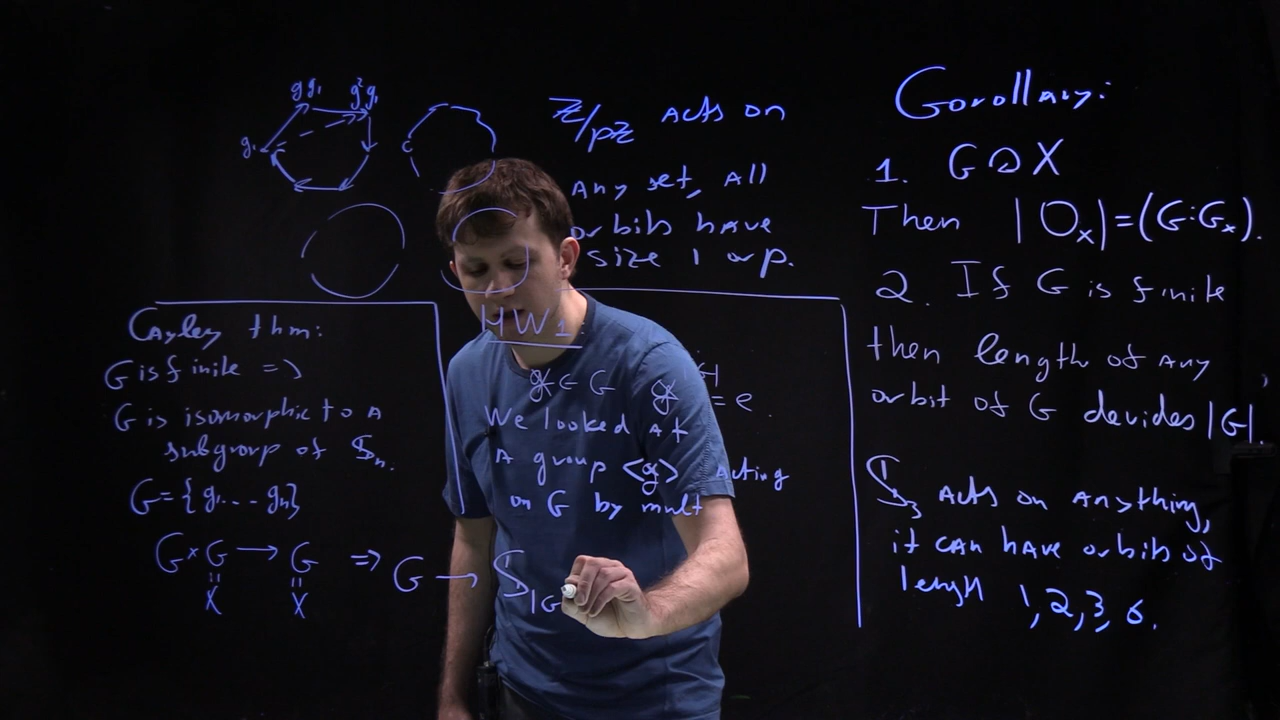 gg₁ g²g₁
g₁
Z/pZ acts on
any set, all
orbits have
size 1 or p.
Corollary:
1. G ↻ X
Then |Oₓ|=(G:Gₓ).
2. If G is finite
then length of any
orbit of G devides |G|.
S₃ acts on anything,
it can have orbits of
length 1,2,3,6.
Cayley thm:
G is finite =>
G is isomorphic to a
subgroup of Sₙ.
G={g₁... gₙ}
G × G → G => G → S|G
X X
HW1:
g ∈ G g = e.
We looked at
a group <g> acting
on G by mult